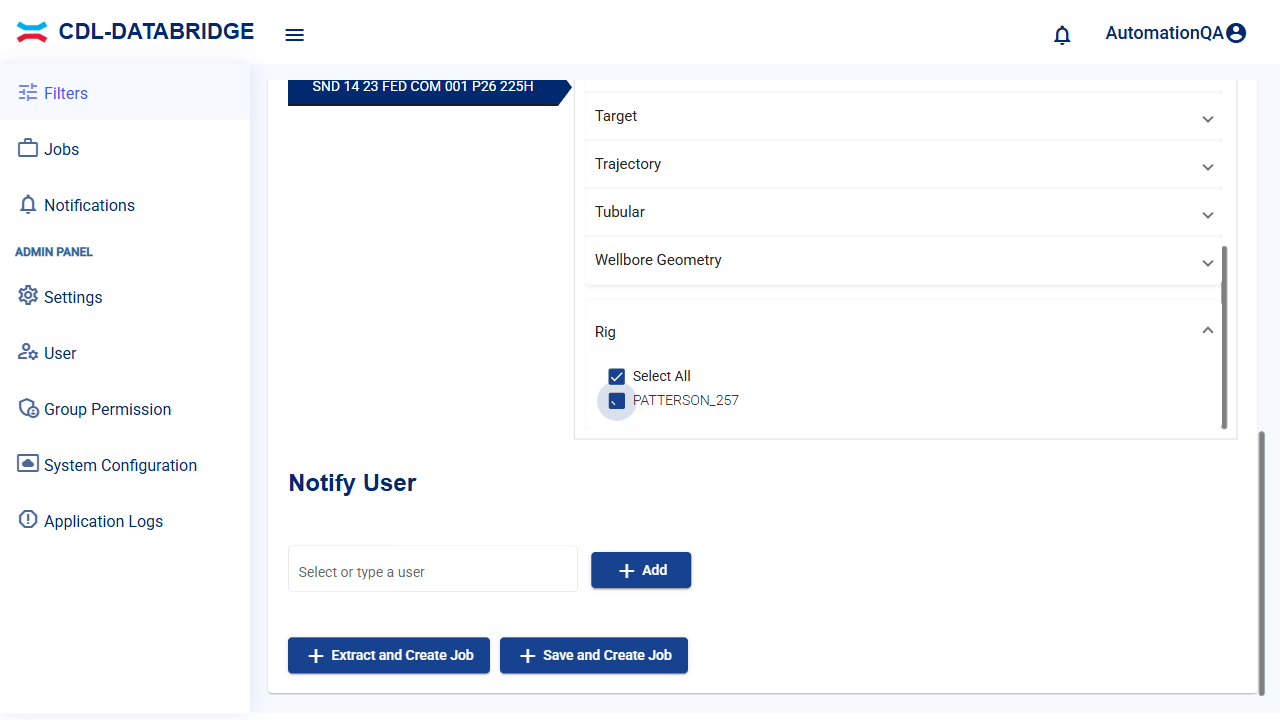 CDL-DATABRIDGE
AutomationQA
Filters
Jobs
Notifications
ADMIN PANEL
Settings
User
Group Permission
System Configuration
Application Logs
SND 14 23 FED COM 001 P26 225H
Target
Trajectory
Tubular
Wellbore Geometry
Rig
Select All
PATTERSON_257
Notify User
Select or type a user
Add
Extract and Create Job
Save and Create Job